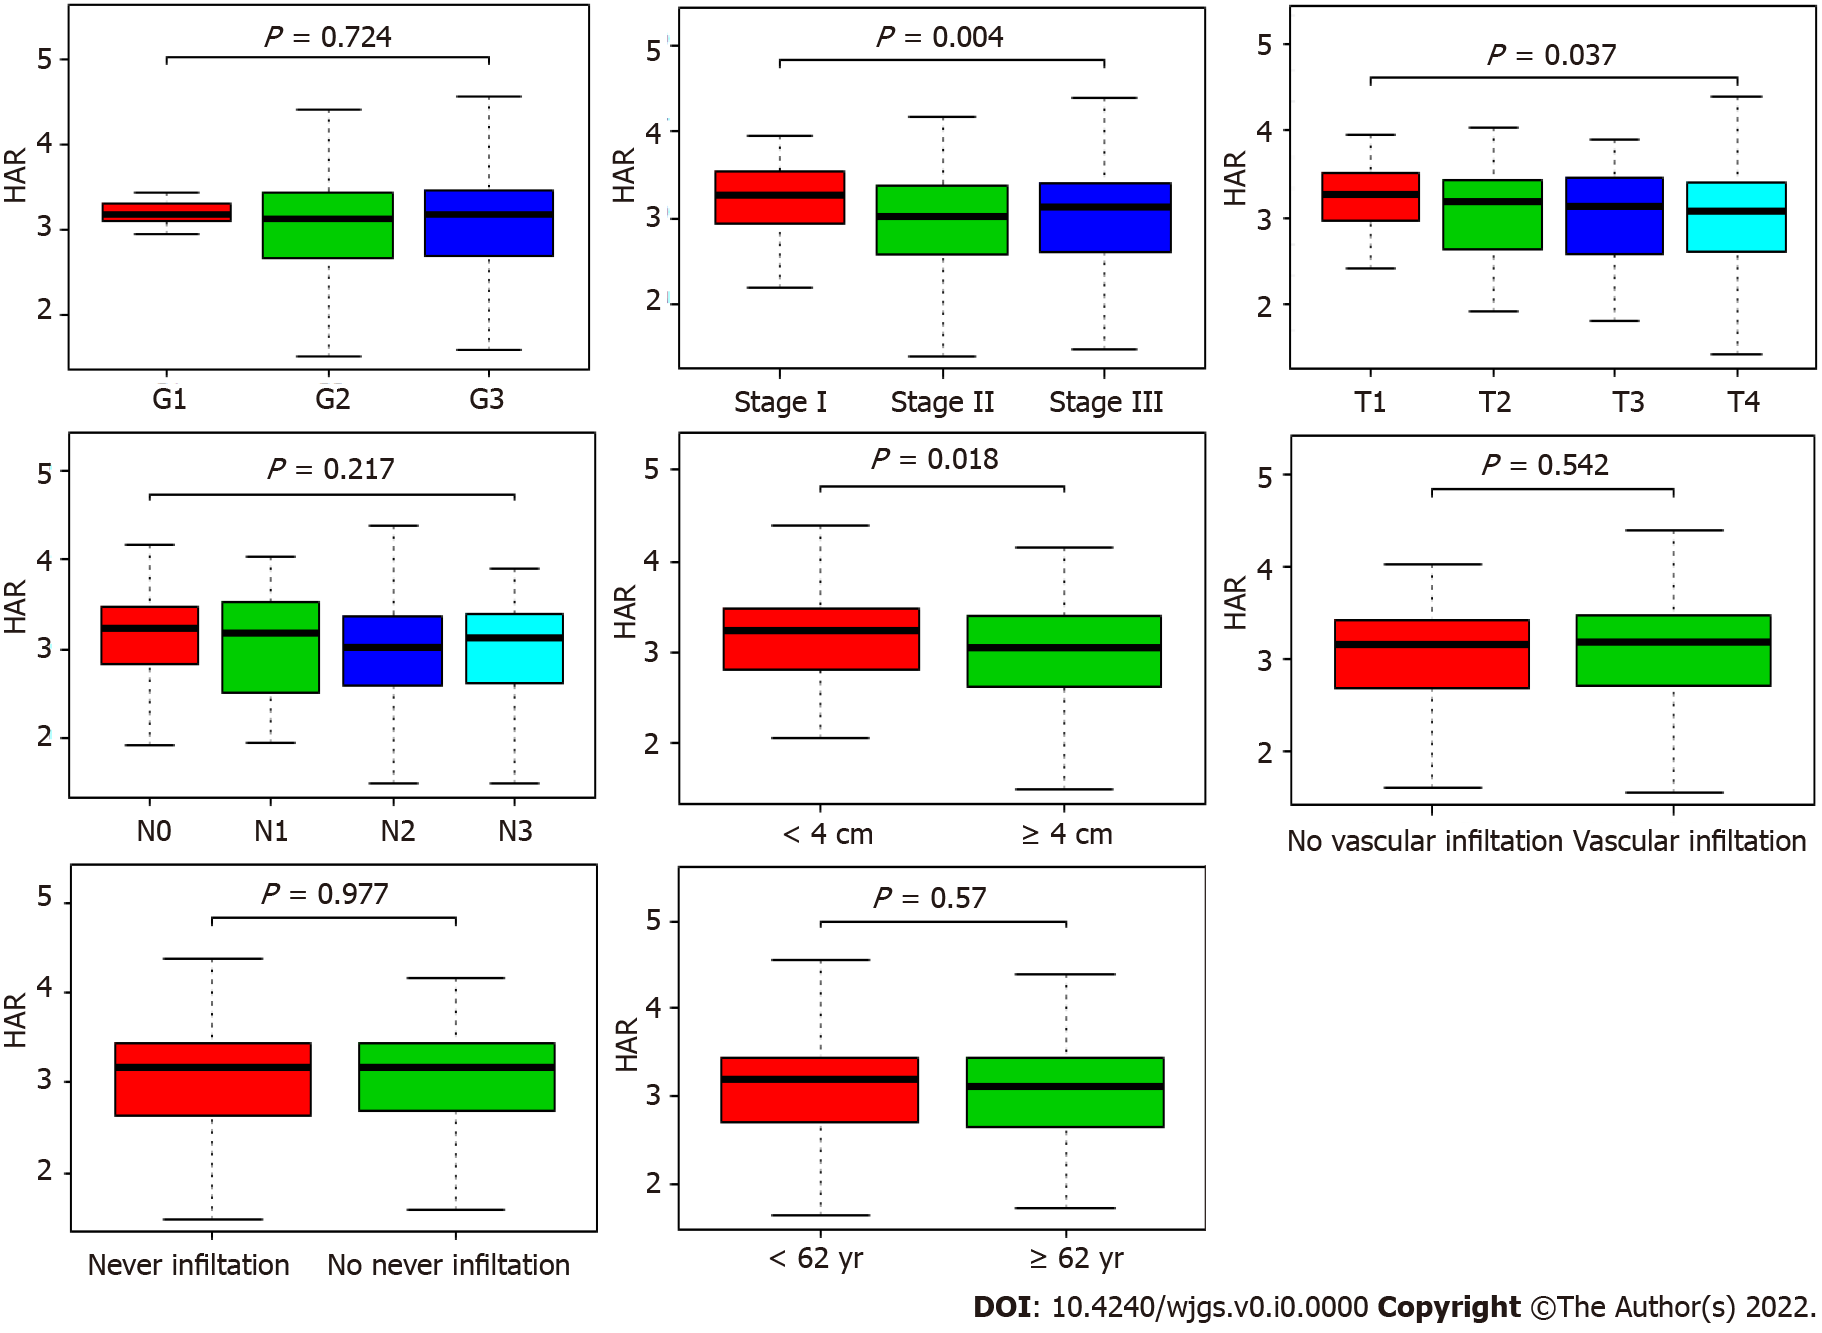 P = 0.724
5
4
3
2
HAR
G1 G2 G3
P = 0.004
5
4
3
2
HAR
Stage I Stage II Stage III
P = 0.037
5
4
3
2
HAR
T1 T2 T3 T4
P = 0.217
5
4
3
2
HAR
N0 N1 N2 N3
P = 0.018
5
4
3
2
HAR
< 4 cm ≥ 4 cm
P = 0.542
5
4
3
2
HAR
No vascular infiltation Vascular infiltation
P = 0.977
5
4
3
2
HAR
Never infiltation No never infiltation
P = 0.57
5
4
3
2
HAR
< 62 yr ≥ 62 yr
DOI: 10.4240/wjgs.v0.i0.0000 Copyright ©The Author(s) 2022.